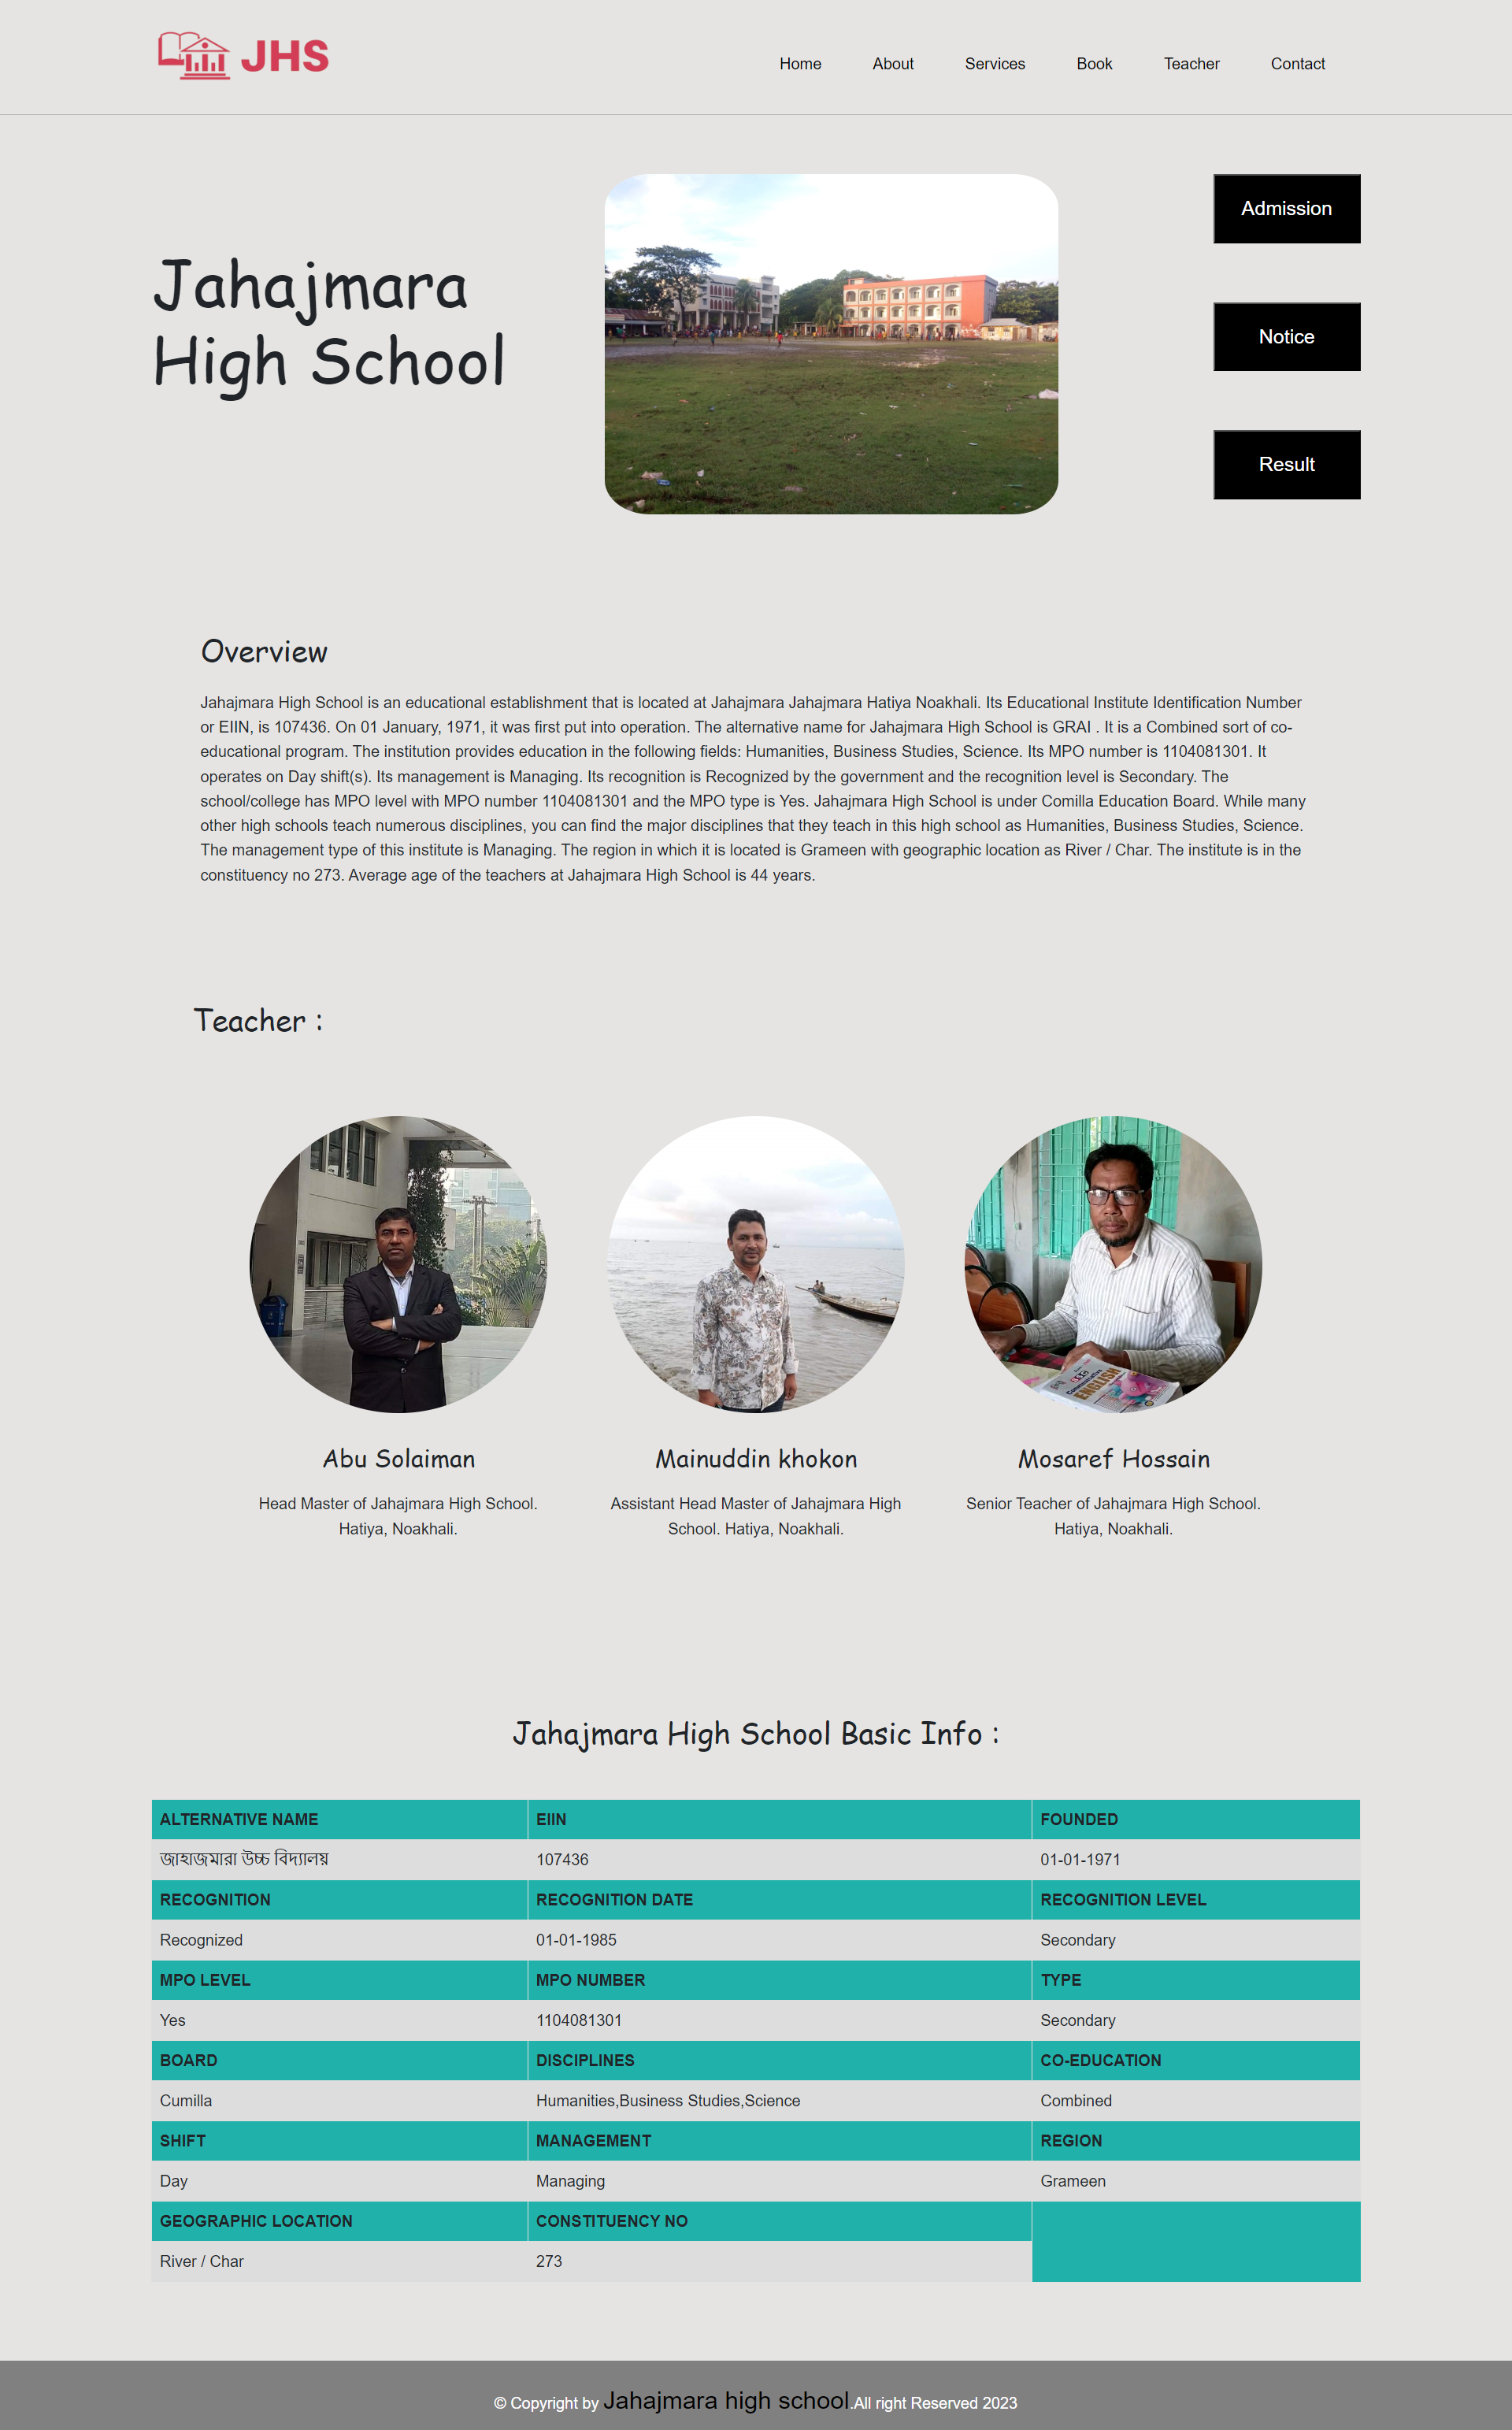 JHS
Home About Services Book Teacher Contact
Admission
Jahajmara
High School
Notice
Result
Overview
Jahajmara High School is an educational establishment that is located at Jahajmara Jahajmara Hatiya Noakhali. Its Educational Institute Identification Number
or EIIN, is 107436. On 01 January, 1971, it was first put into operation. The alternative name for Jahajmara High School is GRAI . It is a Combined sort of co-
educational program. The institution provides education in the following fields: Humanities, Business Studies, Science. Its MPO number is 1104081301. It
operates on Day shift(s). Its management is Managing. Its recognition is Recognized by the government and the recognition level is Secondary. The
school/college has MPO level with MPO number 1104081301 and the MPO type is Yes. Jahajmara High School is under Comilla Education Board. While many
other high schools teach numerous disciplines, you can find the major disciplines that they teach in this high school as Humanities, Business Studies, Science.
The management type of this institute is Managing. The region in which it is located is Grameen with geographic location as River / Char. The institute is in the
constituency no 273. Average age of the teachers at Jahajmara High School is 44 years.
Teacher :
Communicative
ENGLISH
Abu Solaiman
Head Master of Jahajmara High School.
Hatiya, Noakhali.
Mainuddin khokon
Assistant Head Master of Jahajmara High
School. Hatiya, Noakhali.
Mosaref Hossain
Senior Teacher of Jahajmara High School.
Hatiya, Noakhali.
Jahajmara High School Basic Info :
ALTERNATIVE NAME EIIN FOUNDED
জাহাজমারা উচ্চ বিদ্যালয় 107436 01-01-1971
RECOGNITION RECOGNITION DATE RECOGNITION LEVEL
Recognized 01-01-1985 Secondary
MPO LEVEL MPO NUMBER TYPE
Yes 1104081301 Secondary
BOARD DISCIPLINES CO-EDUCATION
Cumilla Humanities,Business Studies,Science Combined
SHIFT MANAGEMENT REGION
Day Managing Grameen
GEOGRAPHIC LOCATION CONSTITUENCY NO
River / Char 273
© Copyright by Jahajmara high school.All right Reserved 2023